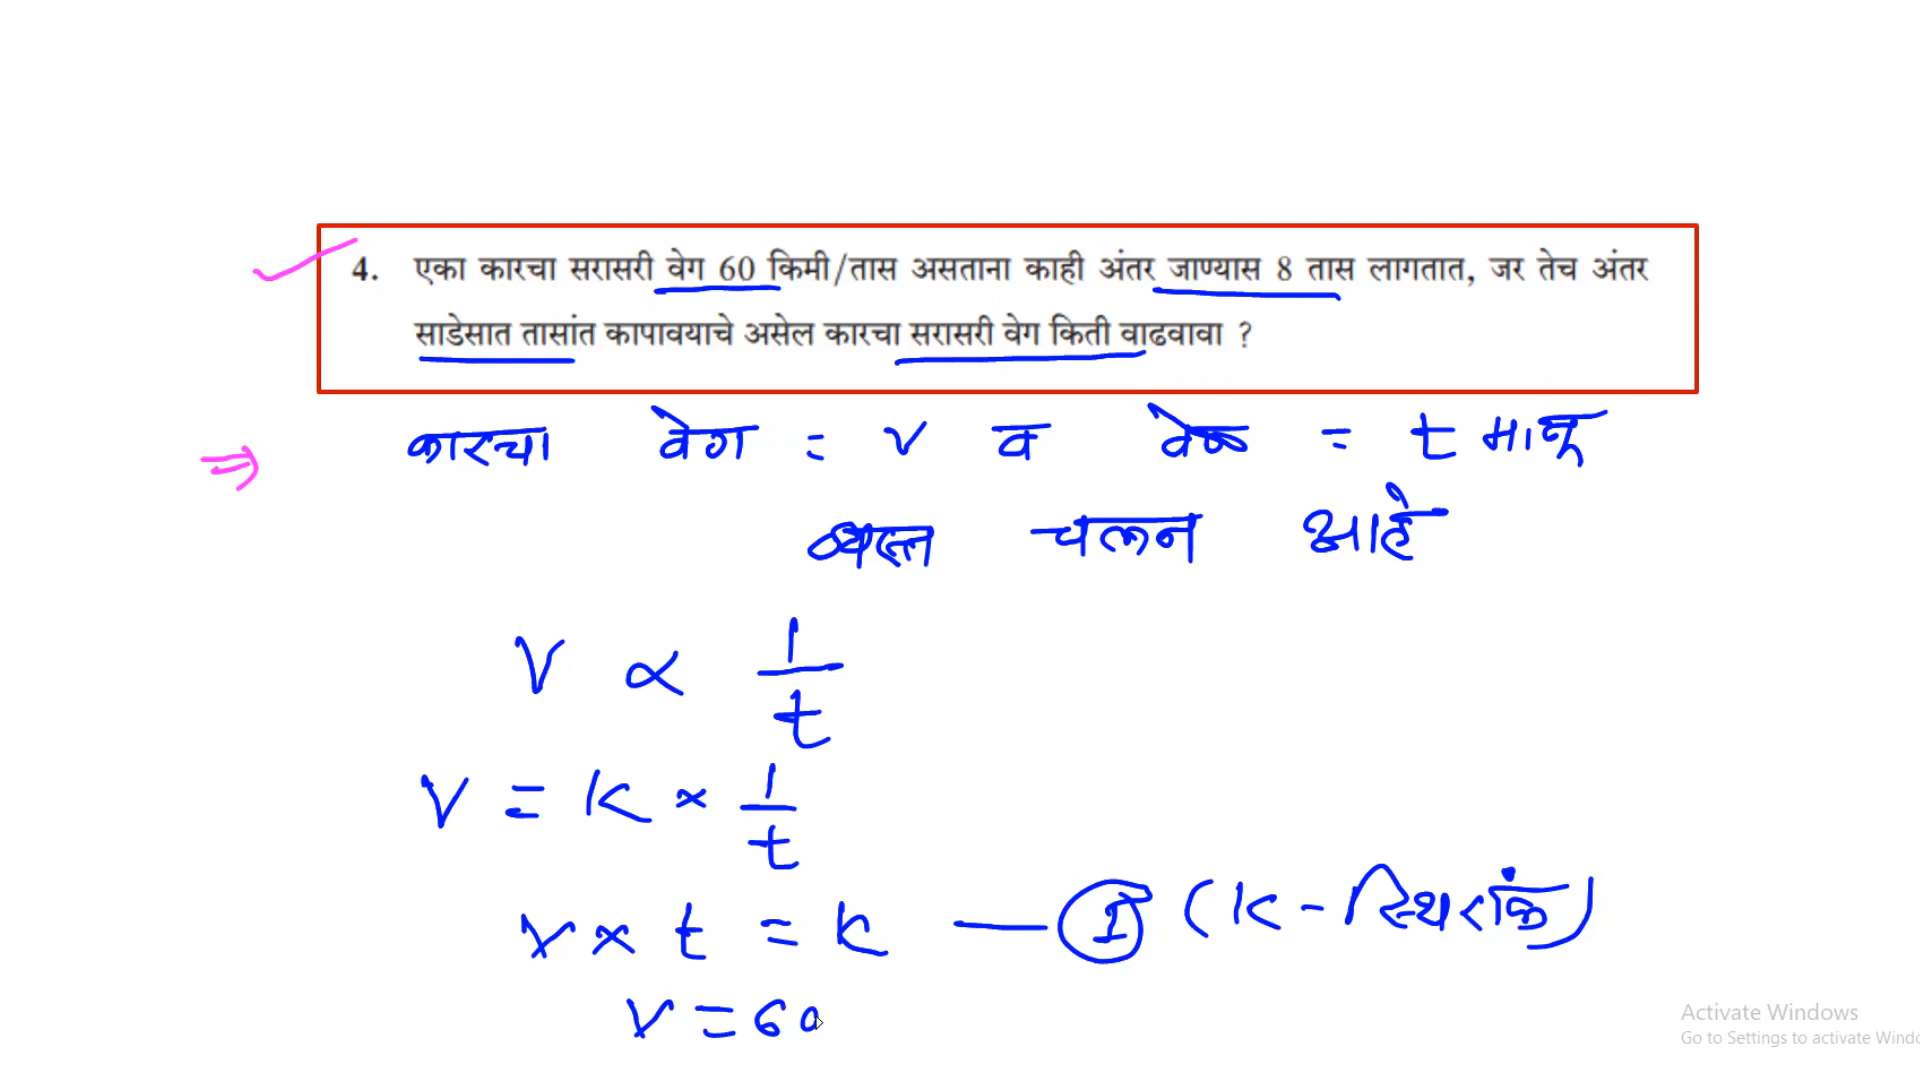 4. एका कारचा सरासरी वेग 60 किमी/तास असताना काही अंतर जाण्यास 8 तास लागतात, जर तेच अंतर
साडेसात तासांत कापावयाचे असेल कारचा सरासरी वेग किती वाढवावा ?
⇒ कारचा वेग = v व वेळ = t मानू
व्यस्त चलन आहे
V ∝ 1/t
V = K × 1/t
v × t = k — I (K - स्थिरांक)
v = 60
Activate Windows
Go to Settings to activate Windo